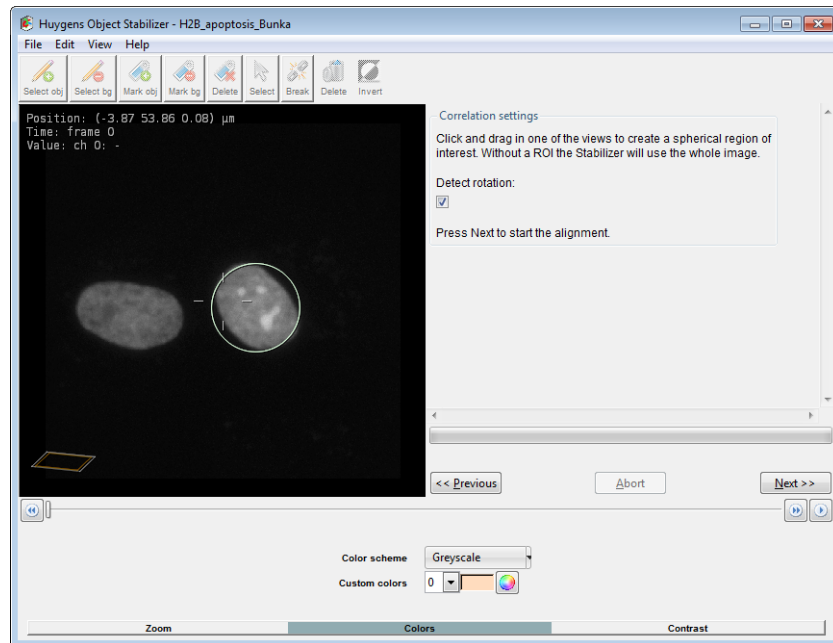 Huygens Object Stabilizer - H2B_apoptosis_Bunka
File Edit View Help
Select obj Select bg Mark obj Mark bg Delete Select Break Delete Invert
Position: (-3.87 53.86 0.08) µm
Time: frame 0
Value: ch 0: -
Correlation settings
Click and drag in one of the views to create a spherical region of
interest. Without a ROI the Stabilizer will use the whole image.
Detect rotation:
Press Next to start the alignment.
<< Previous Abort Next >>
Color scheme Greyscale
Custom colors 0
Zoom Colors Contrast